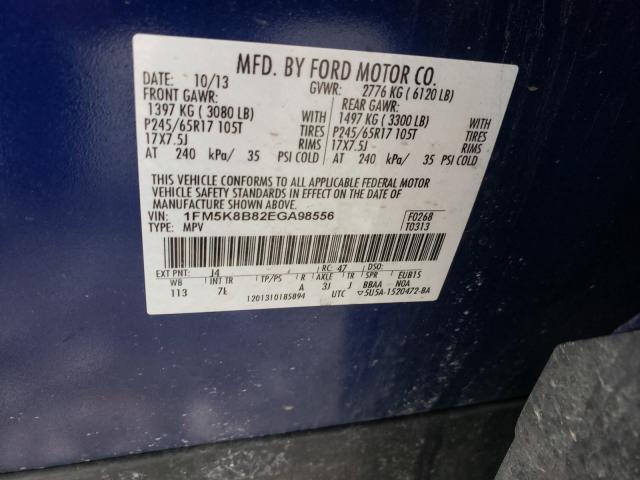 MFD. BY FORD MOTOR CO.
DATE: 10/13 GVWR: 2776 KG ( 6120 LB)
FRONT GAWR: REAR GAWR:
1397 KG ( 3080 LB) WITH 1497 KG ( 3300 LB) WITH
P245/65R17 105T TIRES P245/65R17 105T TIRES
17X7.5J RIMS 17X7.5J RIMS
AT 240 kPa/ 35 PSI COLD AT 240 kPa/ 35 PSI COLD
THIS VEHICLE CONFORMS TO ALL APPLICABLE FEDERAL MOTOR
VEHICLE SAFETY STANDARDS IN EFFECT ON THE DATE OF
MANUFACTURE SHOWN ABOVE.
VIN: 1FM5K8B82EGA98556 F0268
TYPE: MPV T0313
EXT PNT: J4 RC: 47 DSO:
WB INT TR TP/PS R AXLE TR SPR EUB15
113 A 3J J BBAA NOA
1201310185894 UTC ▽5U5A-1520472-BA